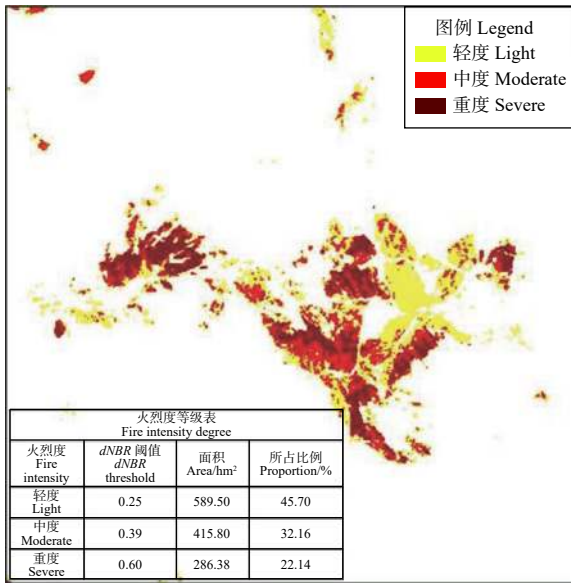 图例 Legend
轻度 Light
中度 Moderate
重度 Severe
火烈度等级表
Fire intensity degree
火烈度
Fire
intensity
dNBR 阈值
dNBR
threshold
面积
Area/hm²
所占比例
Proportion/%
轻度
Light
0.25
589.50
45.70
中度
Moderate
0.39
415.80
32.16
重度
Severe
0.60
286.38
22.14